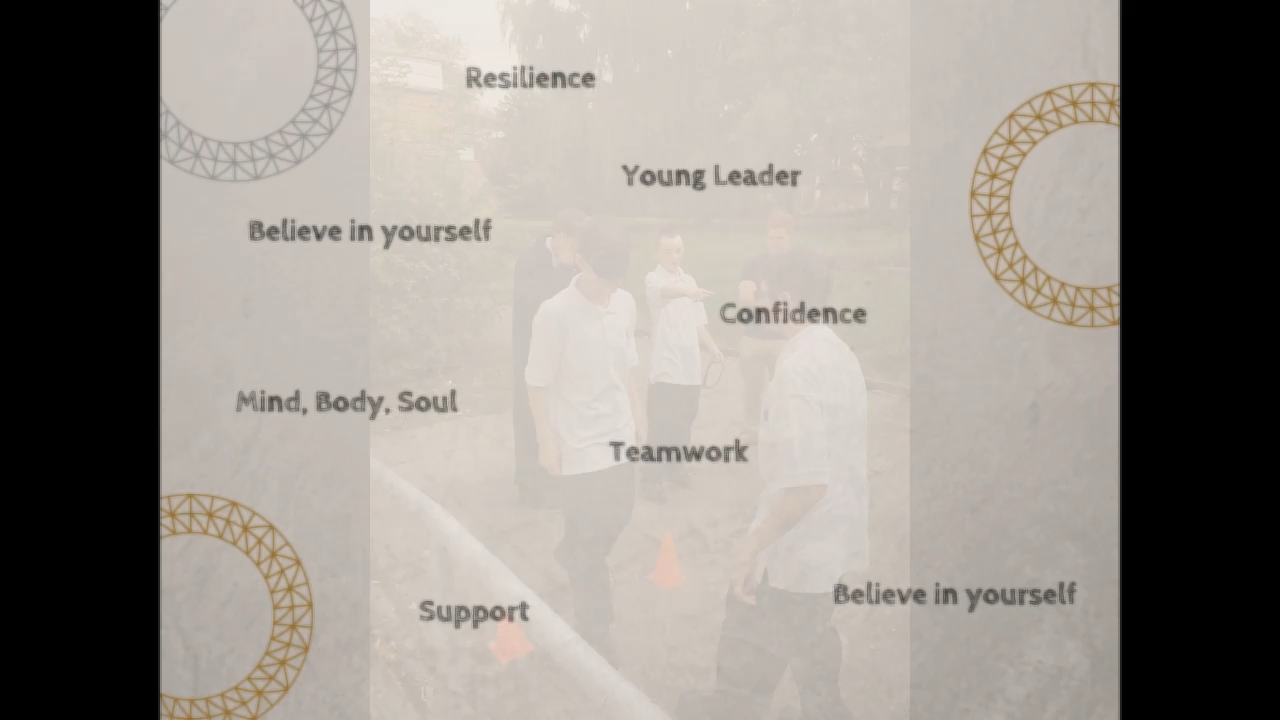 Resilience
Young Leader
Believe in yourself
Confidence
Mind, Body, Soul
Teamwork
Believe in yourself
Support